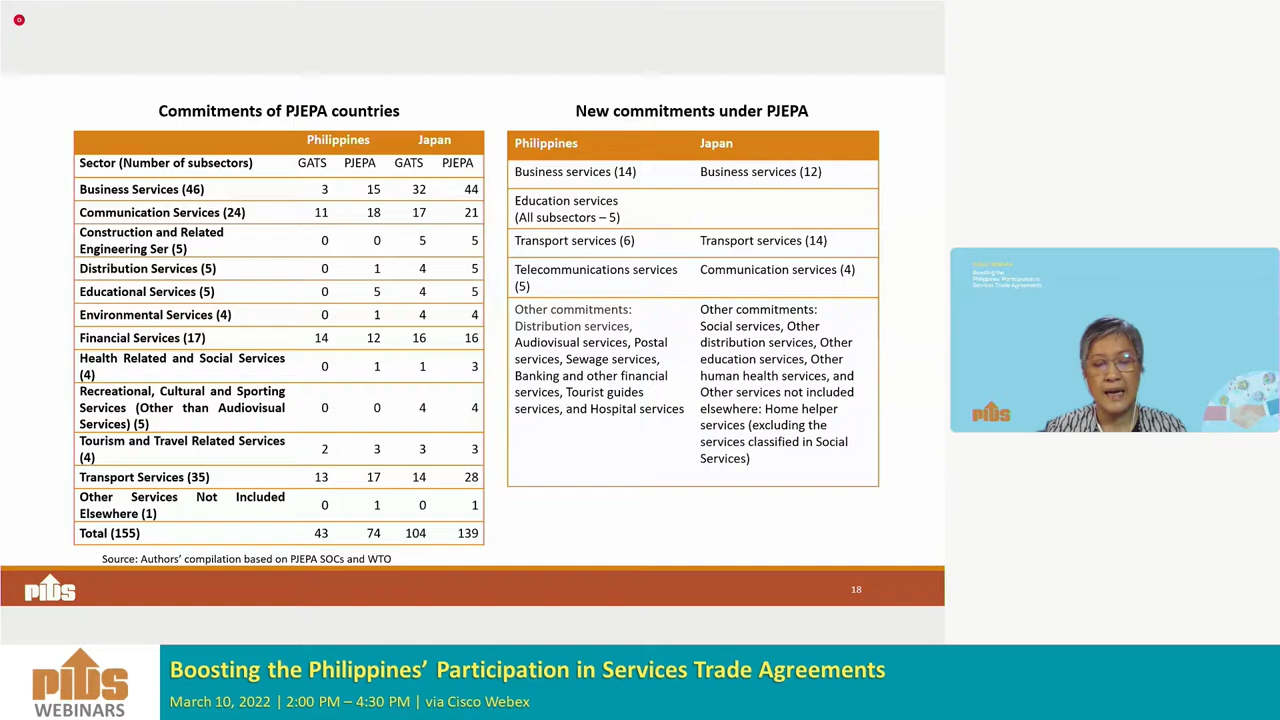 Commitments of PJEPA countries
Philippines Japan
Sector (Number of subsectors) GATS PJEPA GATS PJEPA
Business Services (46) 3 15 32 44
Communication Services (24) 11 18 17 21
Construction and Related
Engineering Ser (5) 0 0 5 5
Distribution Services (5) 0 1 4 5
Educational Services (5) 0 5 4 5
Environmental Services (4) 0 1 4 4
Financial Services (17) 14 12 16 16
Health Related and Social Services
(4) 0 1 1 3
Recreational, Cultural and Sporting
Services (Other than Audiovisual
Services) (5) 0 0 4 4
Tourism and Travel Related Services
(4) 2 3 3 3
Transport Services (35) 13 17 14 28
Other Services Not Included
Elsewhere (1) 0 1 0 1
Total (155) 43 74 104 139
Source: Authors' compilation based on PJEPA SOCs and WTO
New commitments under PJEPA
Philippines Japan
Business services (14) Business services (12)
Education services
(All subsectors – 5)
Transport services (6) Transport services (14)
Telecommunications services Communication services (4)
(5)
Other commitments: Other commitments:
Distribution services, Social services, Other
Audiovisual services, Postal distribution services, Other
services, Sewage services, education services, Other
Banking and other financial human health services, and
services, Tourist guides Other services not included
services, and Hospital services elsewhere: Home helper
services (excluding the
services classified in Social
Services)
PIDS
18
Boosting the
Philippines' Participation in
Services Trade Agreements
PIDS
PIDS
WEBINARS
Boosting the Philippines' Participation in Services Trade Agreements
March 10, 2022 | 2:00 PM – 4:30 PM | via Cisco Webex